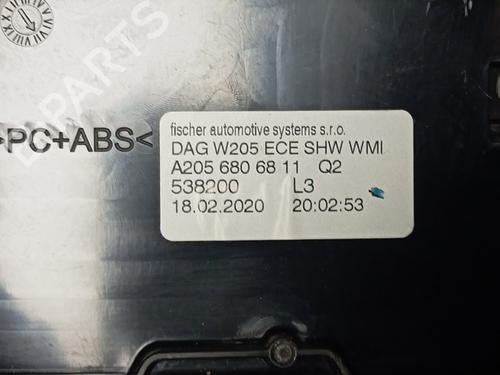 >PC+ABS<
fischer automotive systems s.r.o.
DAG W205 ECE SHW WMI
A205 680 68 11 Q2
538200 L3
18.02.2020 20:02:53